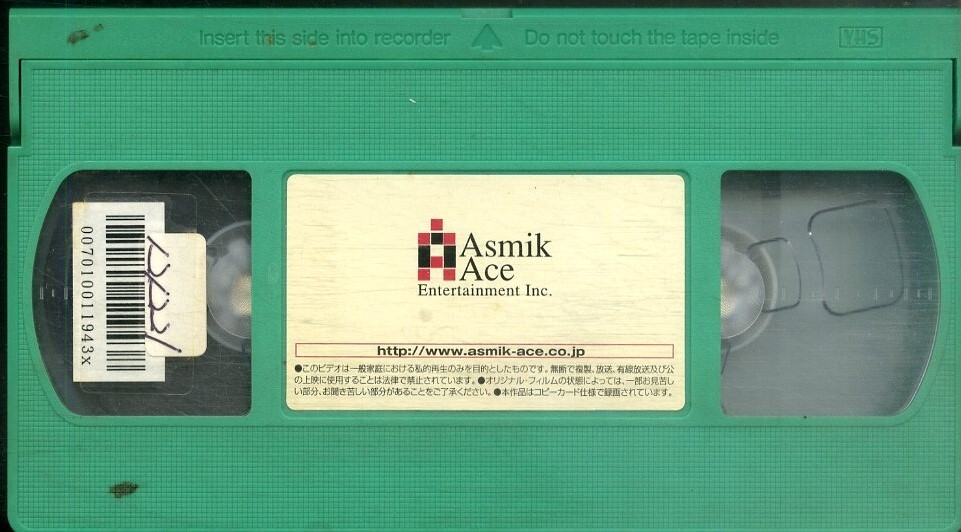 Insert this side into recorder
Do not touch the tape inside
VHS
007010011943x
Asmik
Ace
Entertainment Inc.
http://www.asmik-ace.co.jp
●このビデオは一般家庭における私的再生のみを目的としたものです。無断で複製、放送、有線放送及び公
の上映に使用することは法律で禁止されています。●オリジナル・フィルムの状態によっては、一部お見苦し
い部分、お聞き苦しい部分があることをご了承ください。●本作品はコピーガード仕様で録画されています。